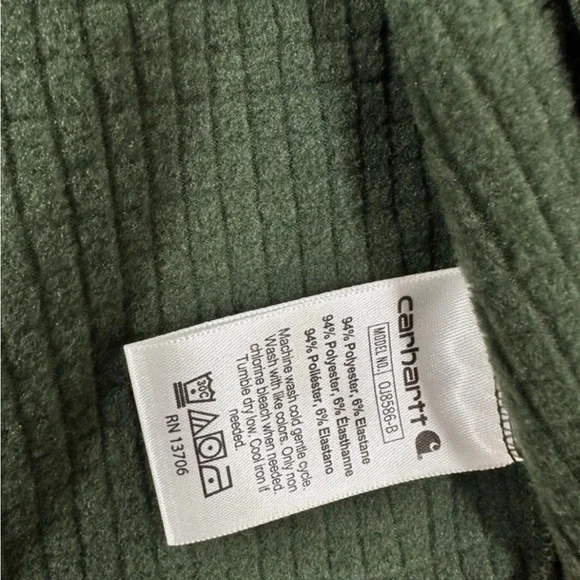 carhartt
MODEL NO. OJ8586-B
94% Polyester, 6% Elastane
94% Polyester, 6% Élasthanne
94% Poliéster, 6% Elastano
Machine wash cold gentle cycle.
Wash with like colors. Only non
chlorine bleach when needed.
Tumble dry low. Cool iron if
needed.
30C
RN 13706